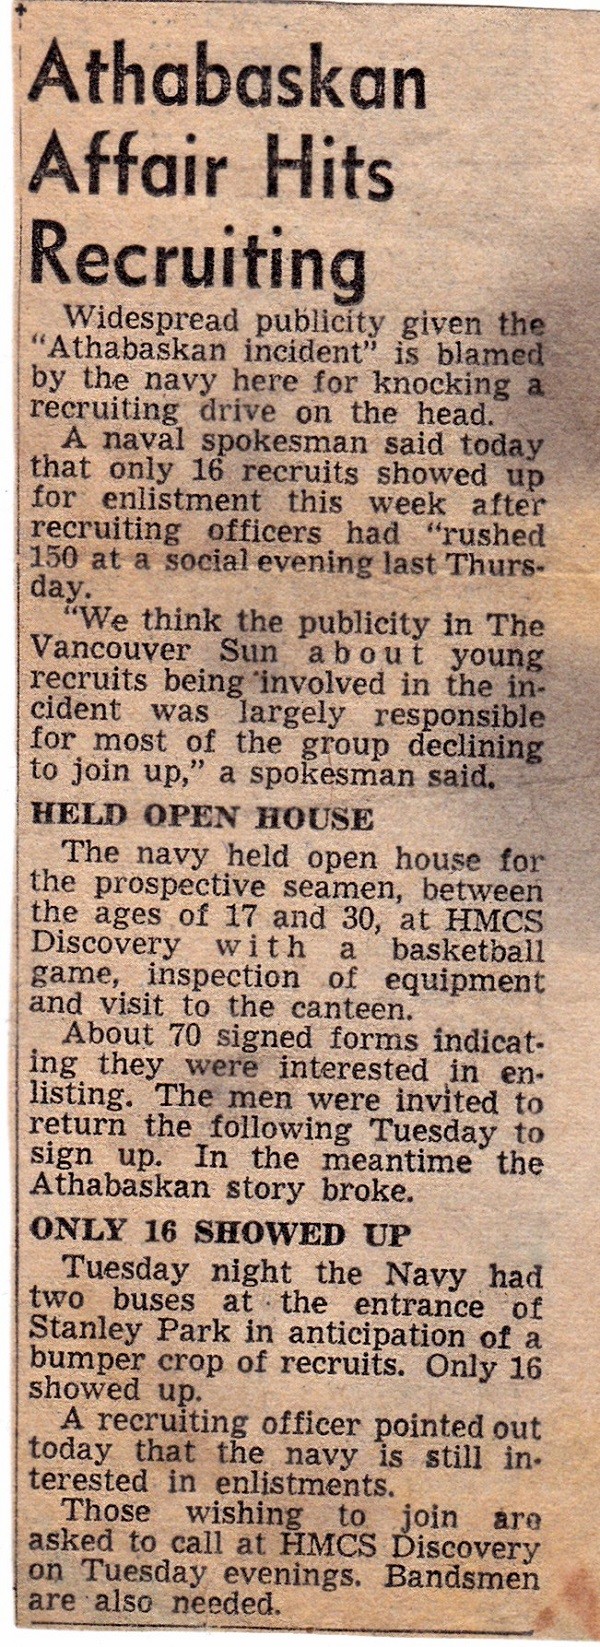 Athabaskan
Affair Hits
Recruiting
Widespread publicity given the
"Athabaskan incident" is blamed
by the navy here for knocking a
recruiting drive on the head.
A naval spokesman said today
that only 16 recruits showed up
for enlistment this week after
recruiting officers had "rushed
150 at a social evening last Thurs-
day.
"We think the publicity in The
Vancouver Sun about young
recruits being involved in the in-
cident was largely responsible
for most of the group declining
to join up," a spokesman said.
HELD OPEN HOUSE
The navy held open house for
the prospective seamen, between
the ages of 17 and 30, at HMCS
Discovery with a basketball
game, inspection of equipment
and visit to the canteen.
About 70 signed forms indicat-
ing they were interested in en-
listing. The men were invited to
return the following Tuesday to
sign up. In the meantime the
Athabaskan story broke.
ONLY 16 SHOWED UP
Tuesday night the Navy had
two buses at the entrance of
Stanley Park in anticipation of a
bumper crop of recruits. Only 16
showed up.
A recruiting officer pointed out
today that the navy is still in-
terested in enlistments.
Those wishing to join are
asked to call at HMCS Discovery
on Tuesday evenings. Bandsmen
are also needed.